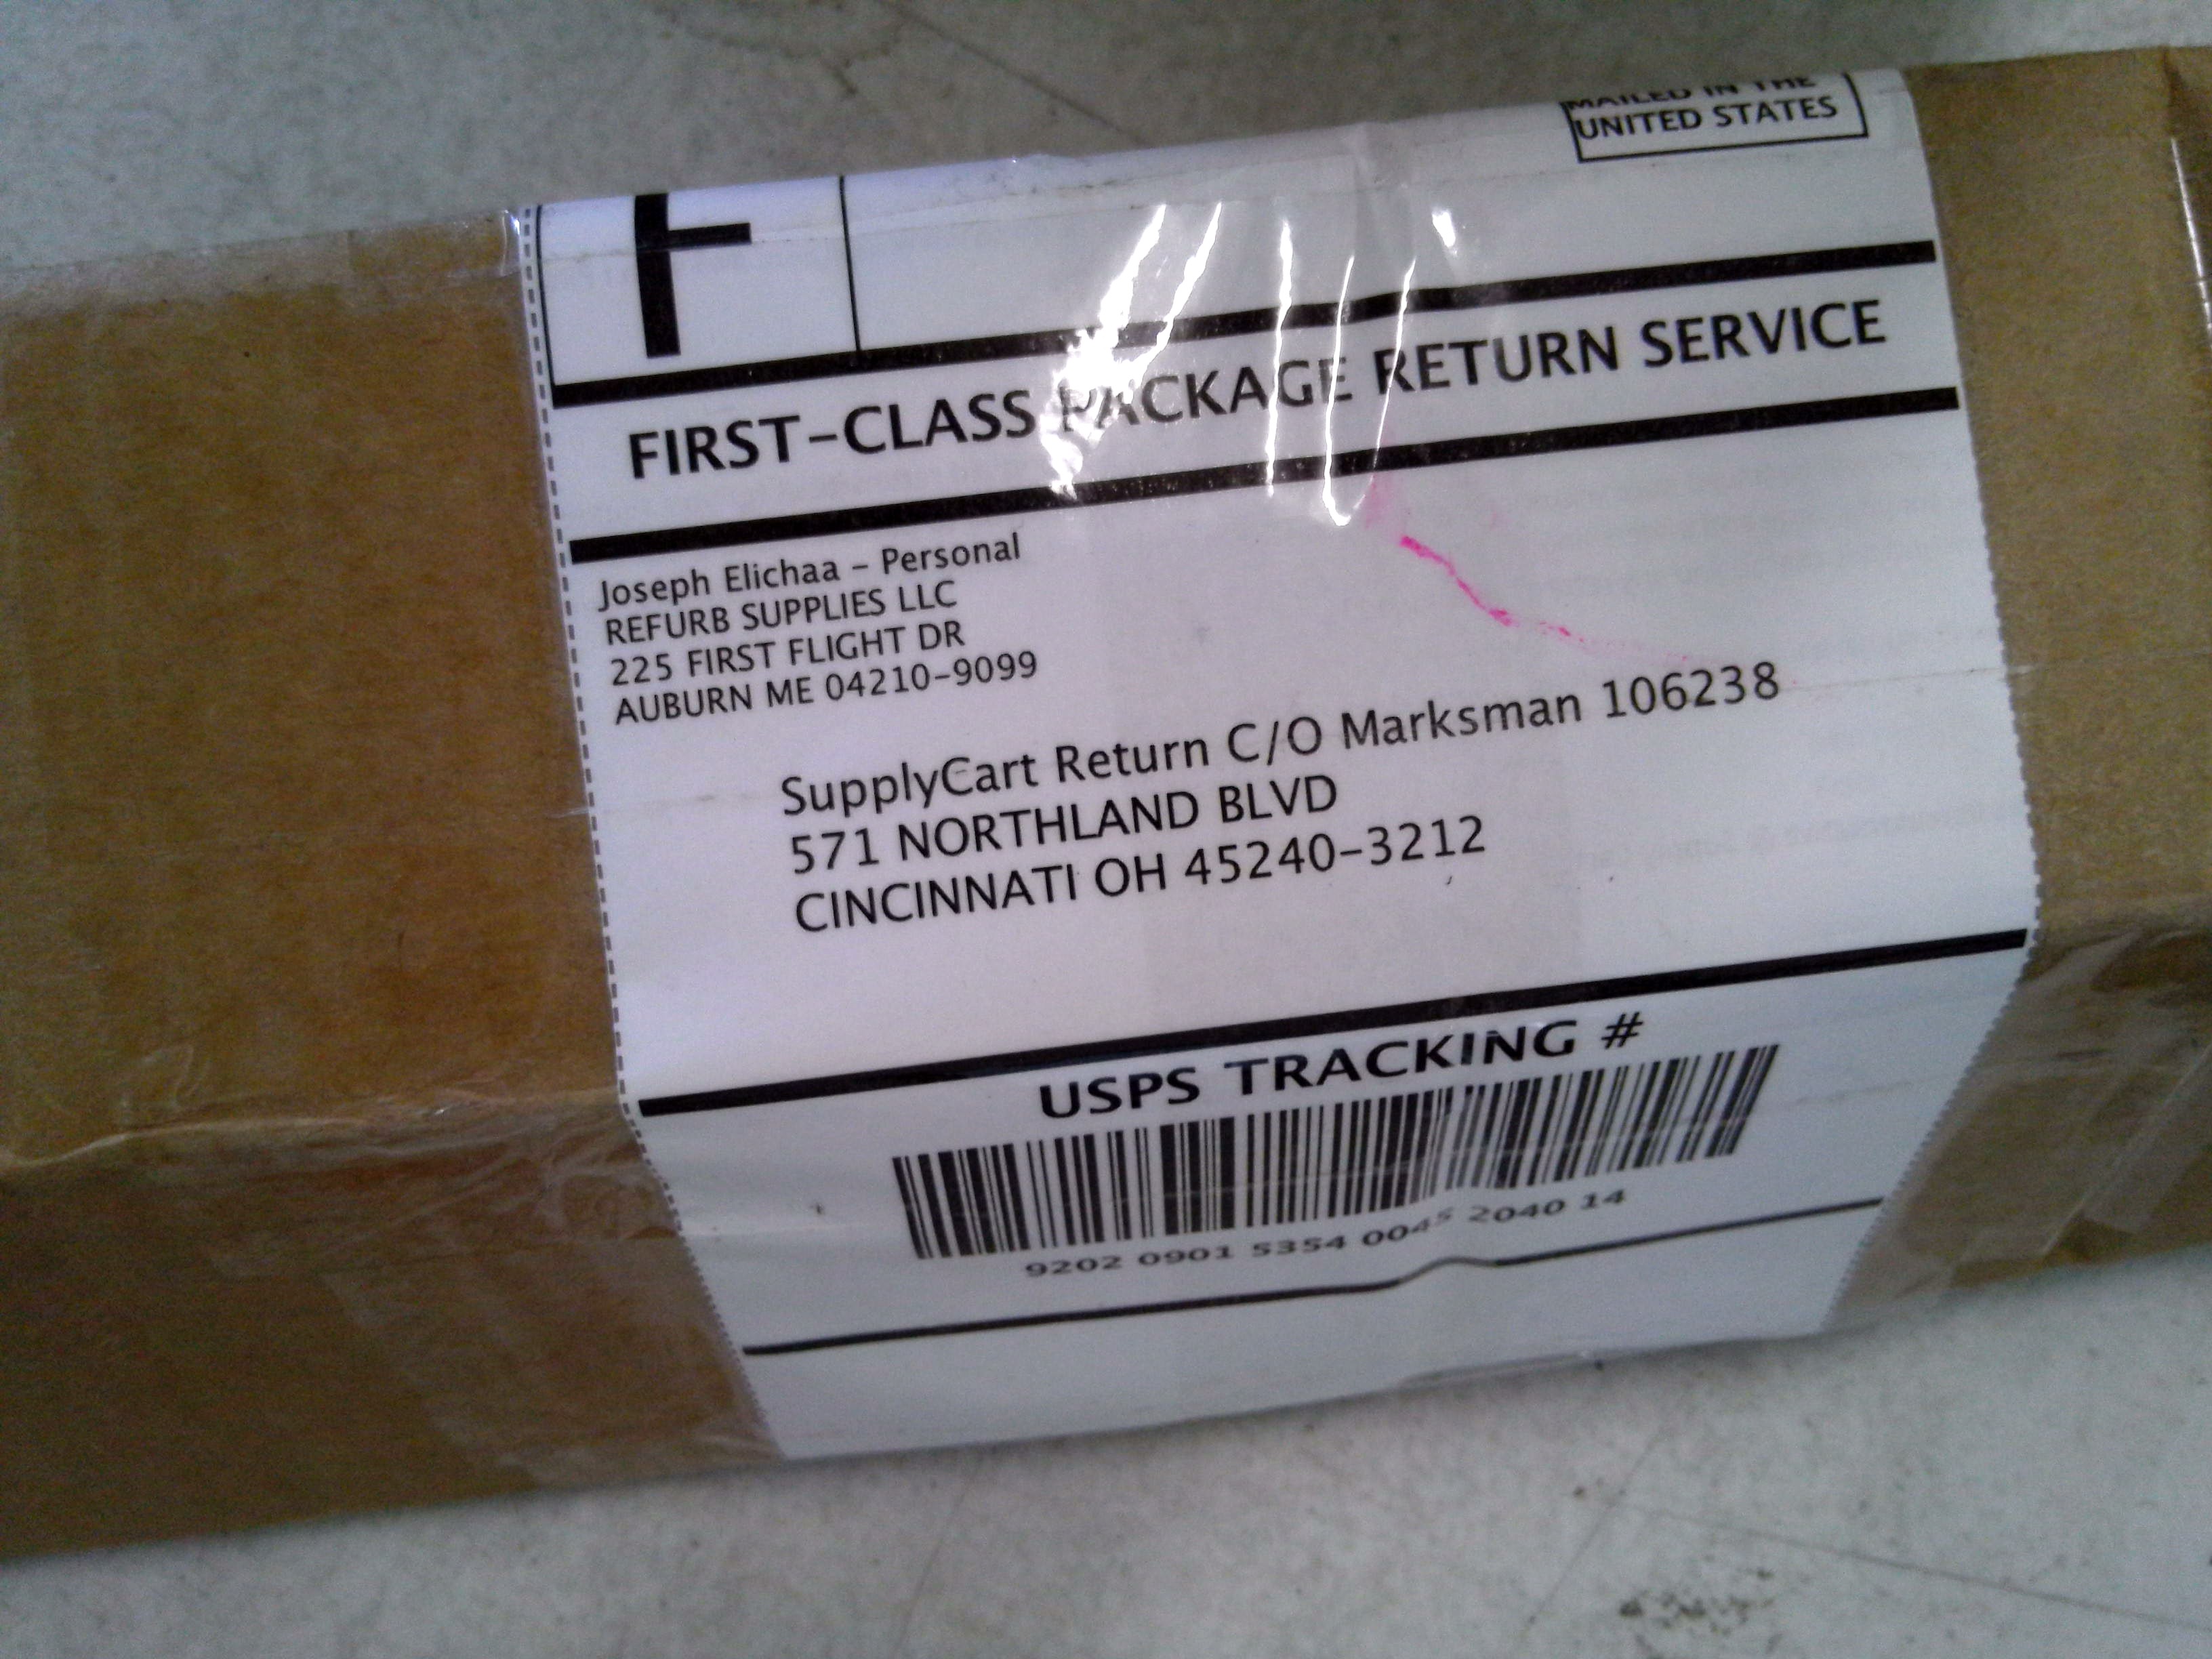 F
MAILED IN THE
UNITED STATES
FIRST-CLASS PACKAGE RETURN SERVICE
Joseph Elichaa - Personal
REFURB SUPPLIES LLC
225 FIRST FLIGHT DR
AUBURN ME 04210-9099
SupplyCart Return C/O Marksman 106238
571 NORTHLAND BLVD
CINCINNATI OH 45240-3212
USPS TRACKING #
9202 0901 5354 0045 2040 14